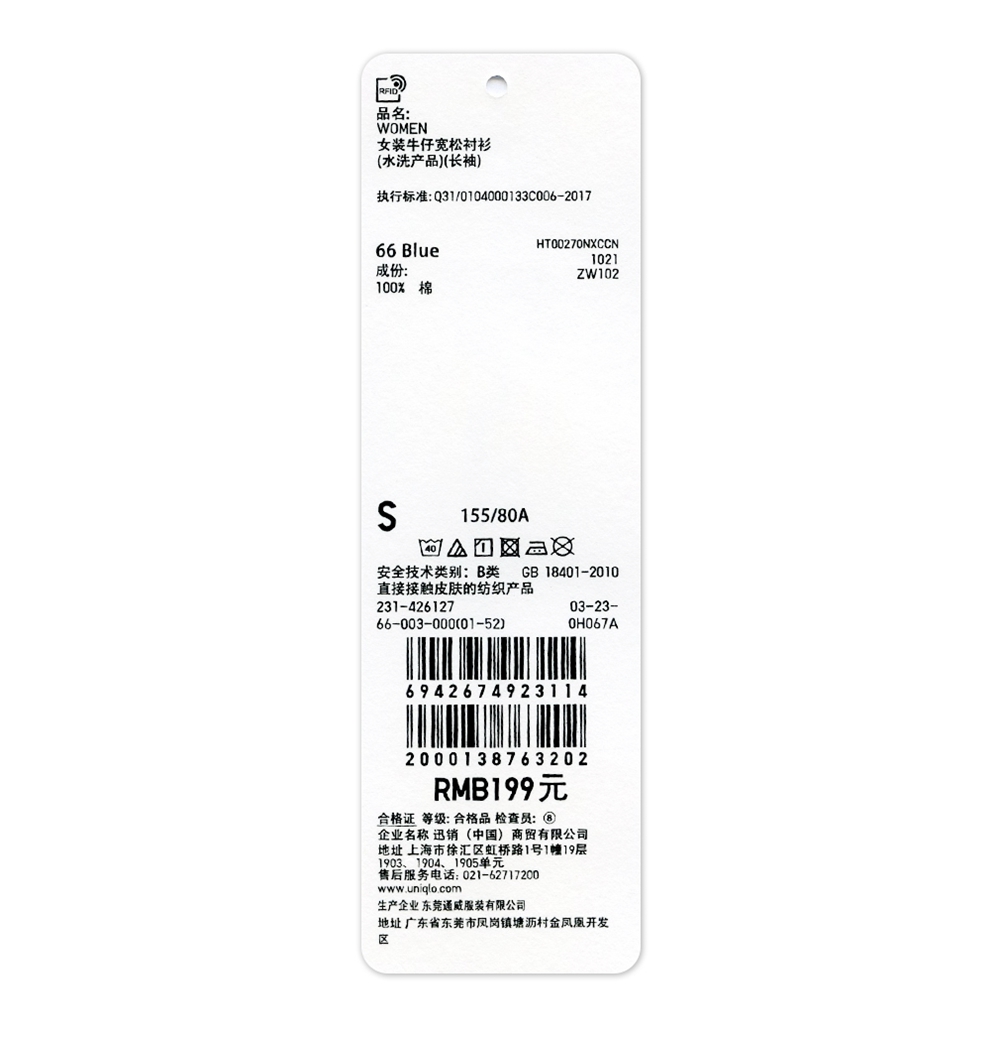 RFID
品名:
WOMEN
女装牛仔宽松衬衫
(水洗产品)(长袖)
执行标准:Q31/0104000133C006-2017
66 Blue
HT00270NXCCN
1021
ZW102
成份:
100% 棉
S 155/80A
40
安全技术类别: B类 GB 18401-2010
直接接触皮肤的纺织产品
231-426127 03-23-
66-003-000(01-52) 0H067A
6942674923114
2000138763202
RMB199元
合格证 等级: 合格品 检查员: ⑧
企业名称 迅销（中国）商贸有限公司
地址 上海市徐汇区虹桥路1号1幢19层
1903、1904、1905单元
售后服务电话: 021-62717200
www.uniqlo.com
生产企业 东莞通威服装有限公司
地址 广东省东莞市凤岗镇塘沥村金凤凰开发
区